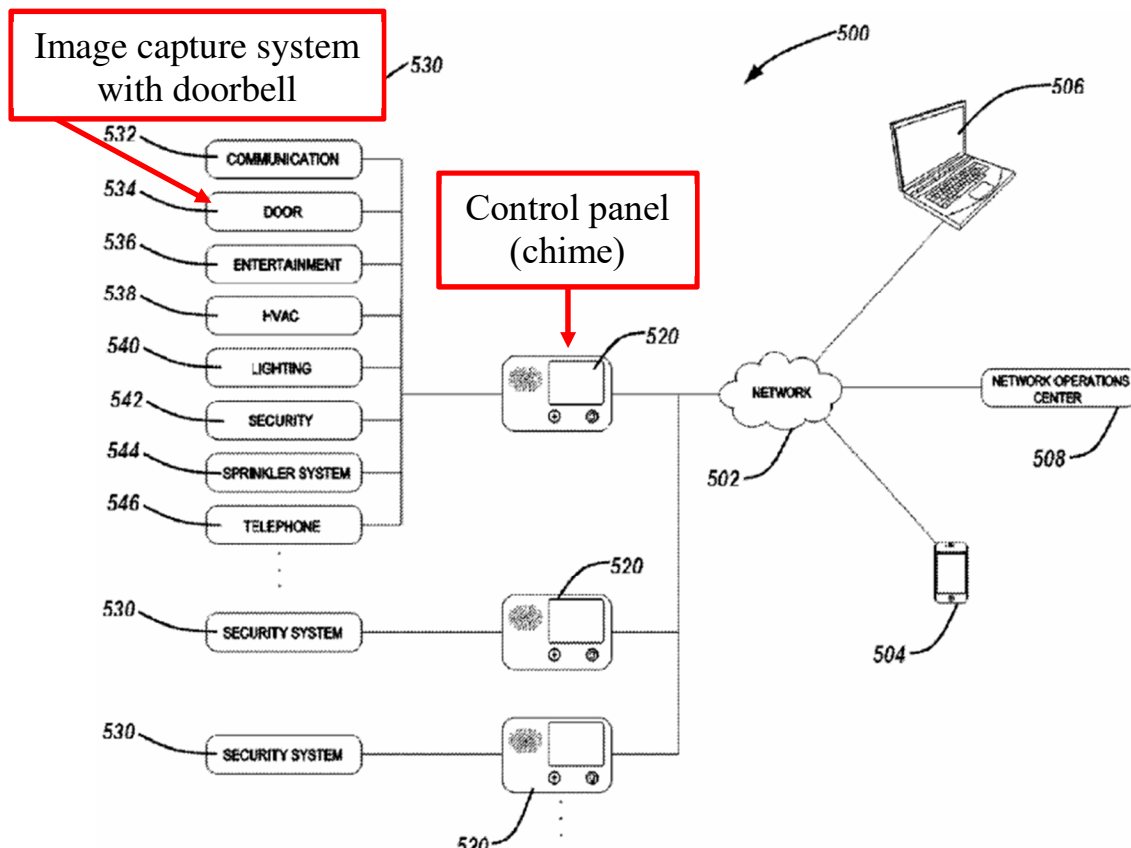 Image capture system
with doorbell
530
500
506
532
COMMUNICATION
534
DOOR
Control panel
(chime)
536
ENTERTAINMENT
538
HVAC
520
540
LIGHTING
NETWORK
NETWORK OPERATIONS
CENTER
542
SECURITY
502
508
544
SPRINKLER SYSTEM
546
TELEPHONE
520
530
SECURITY SYSTEM
504
530
SECURITY SYSTEM
520